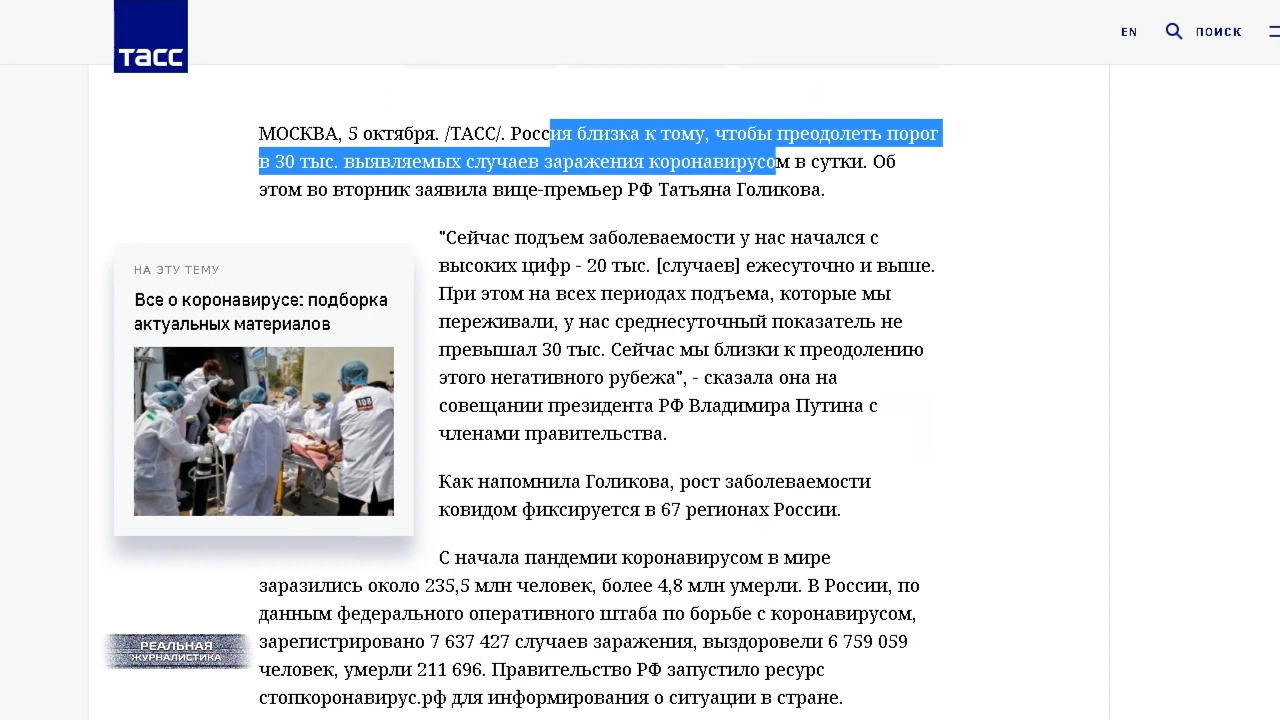 тасс
EN
ПОИСК
МОСКВА, 5 октября. /ТАСС/. Россия близка к тому, чтобы преодолеть порог
в 30 тыс. выявляемых случаев заражения коронавирусом в сутки. Об
этом во вторник заявила вице-премьер РФ Татьяна Голикова.
НА ЭТУ ТЕМУ
Все о коронавирусе: подборка
актуальных материалов
108
"Сейчас подъем заболеваемости у нас начался с
высоких цифр - 20 тыс. [случаев] ежесуточно и выше.
При этом на всех периодах подъема, которые мы
переживали, у нас среднесуточный показатель не
превышал 30 тыс. Сейчас мы близки к преодолению
этого негативного рубежа", - сказала она на
совещании президента РФ Владимира Путина с
членами правительства.
Как напомнила Голикова, рост заболеваемости
ковидом фиксируется в 67 регионах России.
С начала пандемии коронавирусом в мире
заразились около 235,5 млн человек, более 4,8 млн умерли. В России, по
данным федерального оперативного штаба по борьбе с коронавирусом,
зарегистрировано 7 637 427 случаев заражения, выздоровели 6 759 059
человек, умерли 211 696. Правительство РФ запустило ресурс
стопкоронавирус.рф для информирования о ситуации в стране.
РЕАЛЬНАЯ
ЖУРНАЛИСТИКА